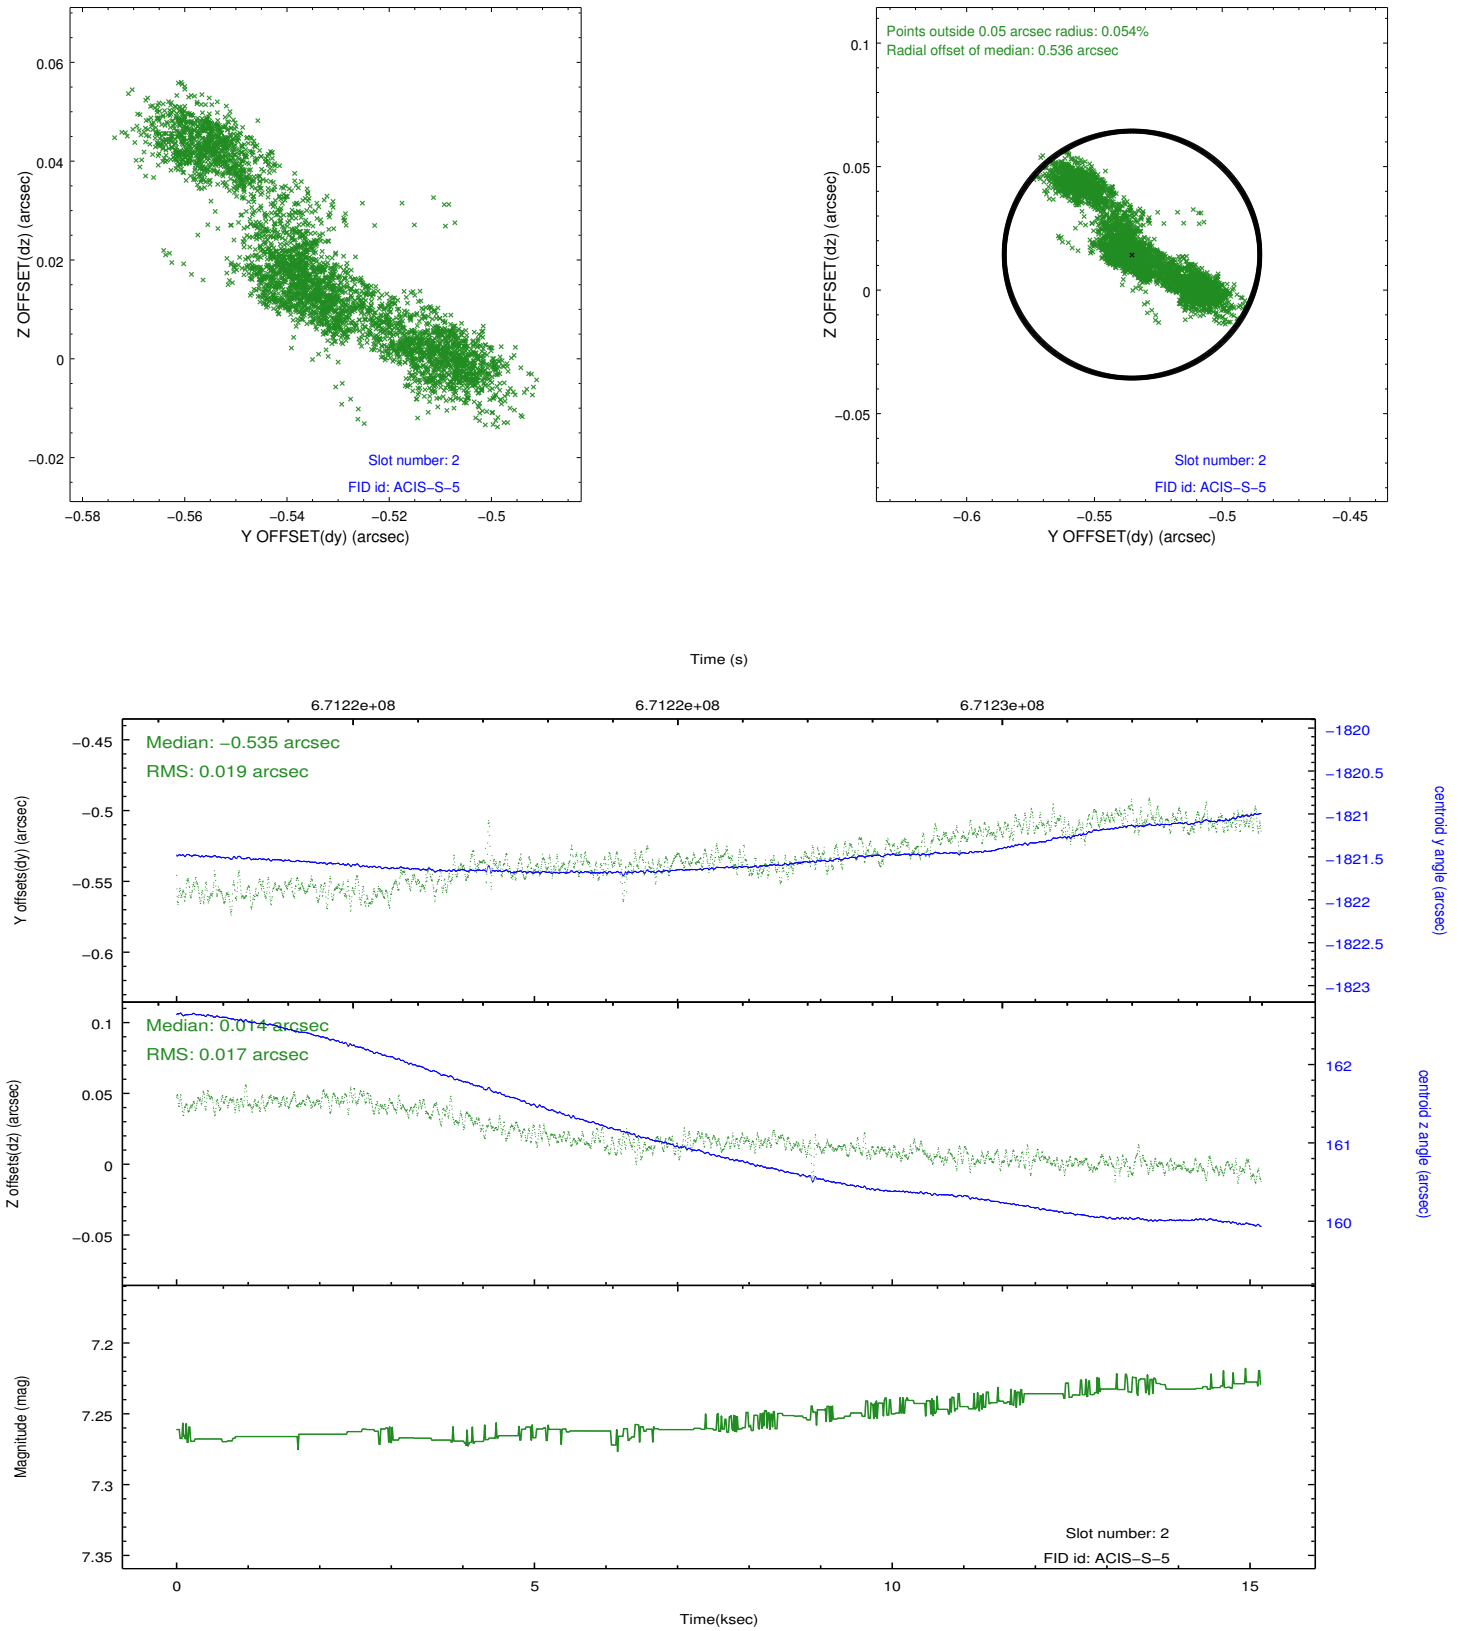 0.06
0.04
0.02
0
−0.02
Z OFFSET(dz) (arcsec)
Slot number: 2
FID id: ACIS−S−5
−0.58
−0.56
−0.54
−0.52
−0.5
Y OFFSET(dy) (arcsec)
Points outside 0.05 arcsec radius: 0.054%
Radial offset of median: 0.536 arcsec
0.1
0.05
0
−0.05
Z OFFSET(dz) (arcsec)
Slot number: 2
FID id: ACIS−S−5
−0.6
−0.55
−0.5
−0.45
Y OFFSET(dy) (arcsec)
Time (s)
6.7122e+08
6.7122e+08
6.7123e+08
Median: −0.535 arcsec
RMS: 0.019 arcsec
−0.45
−0.5
−0.55
−0.6
Y offsets(dy) (arcsec)
−1820
−1820.5
−1821
−1821.5
−1822
−1822.5
−1823
centroid y angle (arcsec)
Median: 0.014 arcsec
RMS: 0.017 arcsec
0.1
0.05
0
−0.05
Z offsets(dz) (arcsec)
162
161
160
centroid z angle (arcsec)
7.2
7.25
7.3
7.35
Magnitude (mag)
Slot number: 2
FID id: ACIS−S−5
0
5
10
15
Time(ksec)